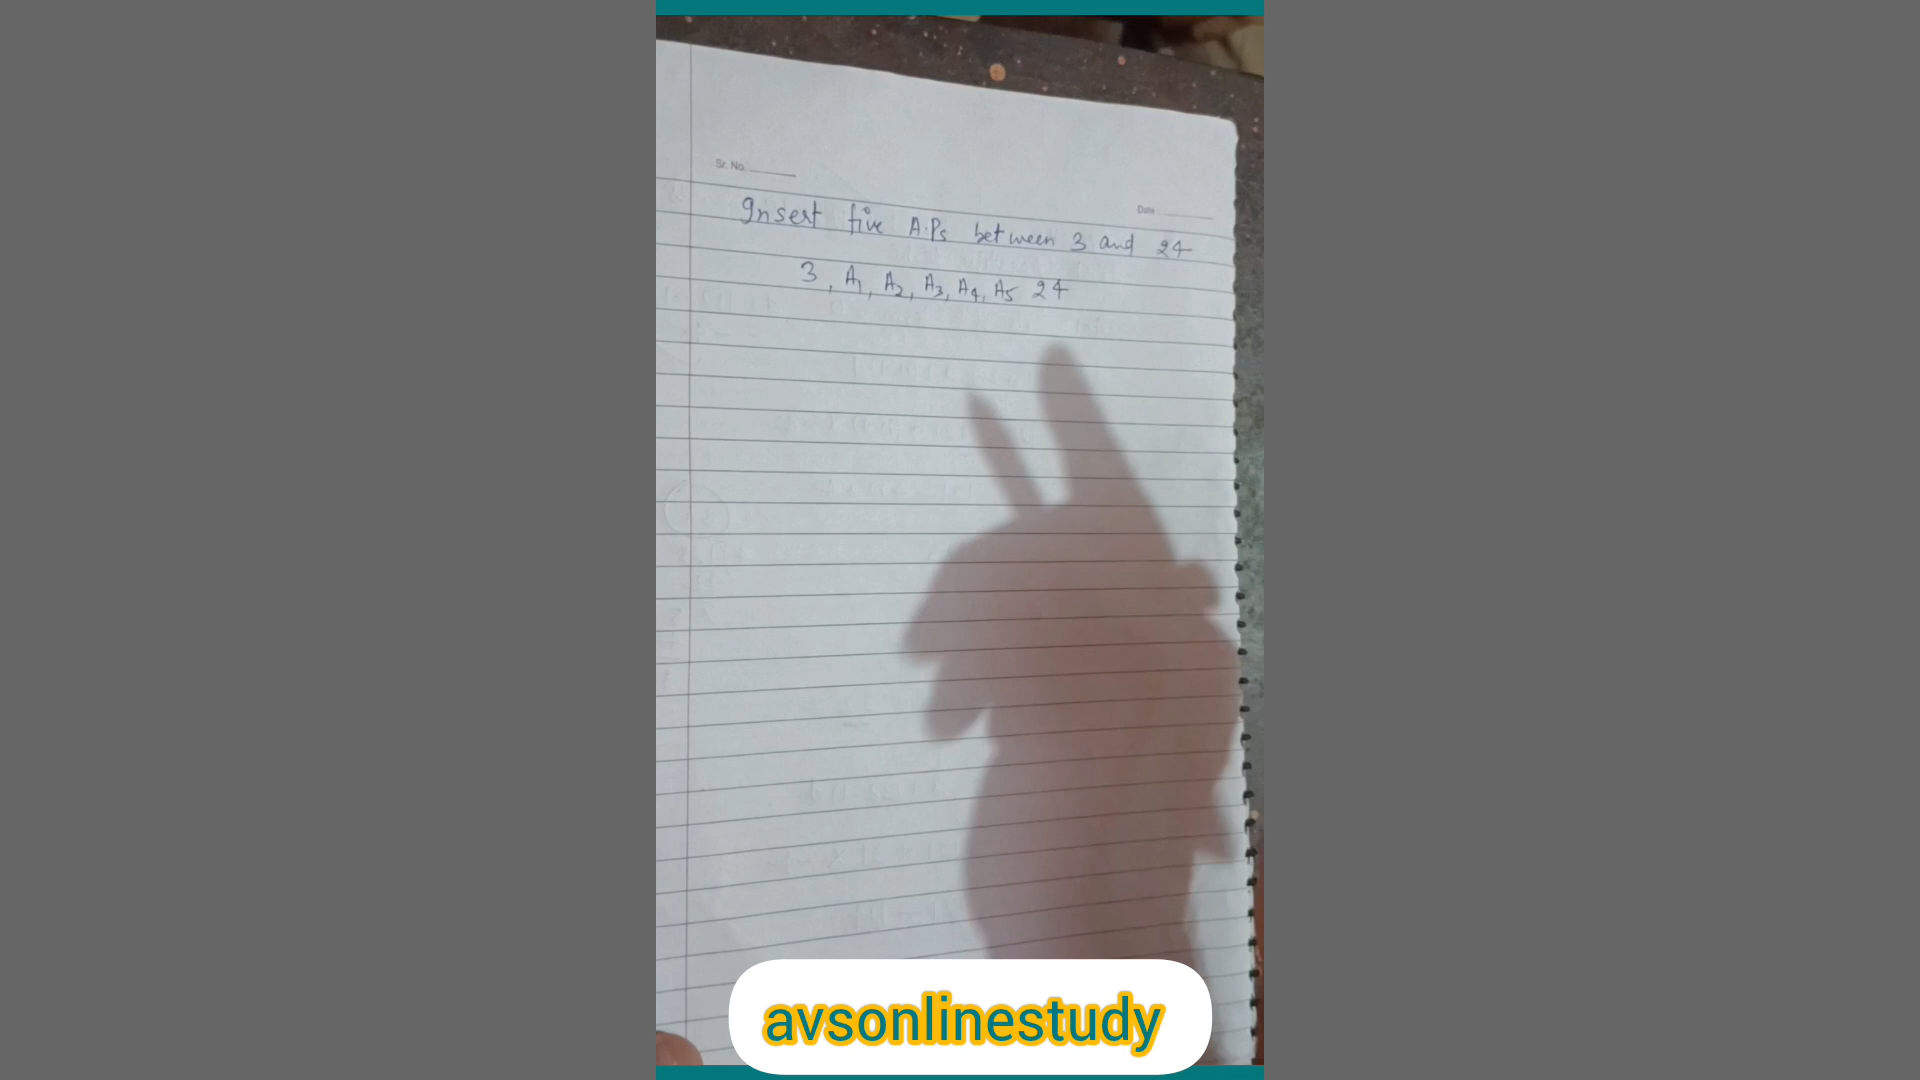 Sr. No.
Date :
Insert five A.Ps between 3 and 24
3, A1, A2, A3, A4, A5 24
avsonlinestudy